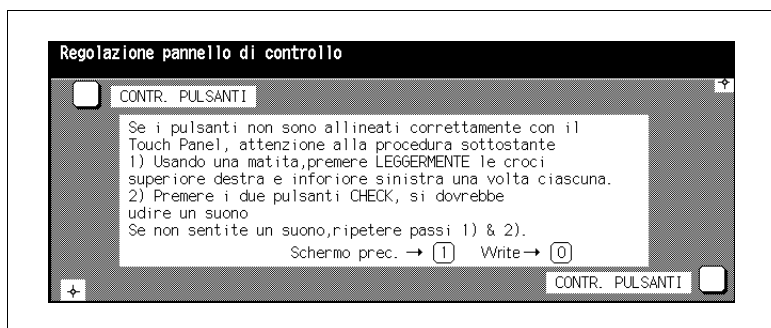 Regolazione pannello di controllo
CONTR. PULSANTI
Se i pulsanti non sono allineati correttamente con il
Touch Panel, attenzione alla procedura sottostante
1) Usando una matita,premere LEGGERMENTE le croci
superiore destra e inforiore sinistra una volta ciascuna.
2) Premere i due pulsanti CHECK, si dovrebbe
udire un suono
Se non sentite un suono,ripetere passi 1) & 2).
Schermo prec. → 1 Write → 0
CONTR. PULSANTI